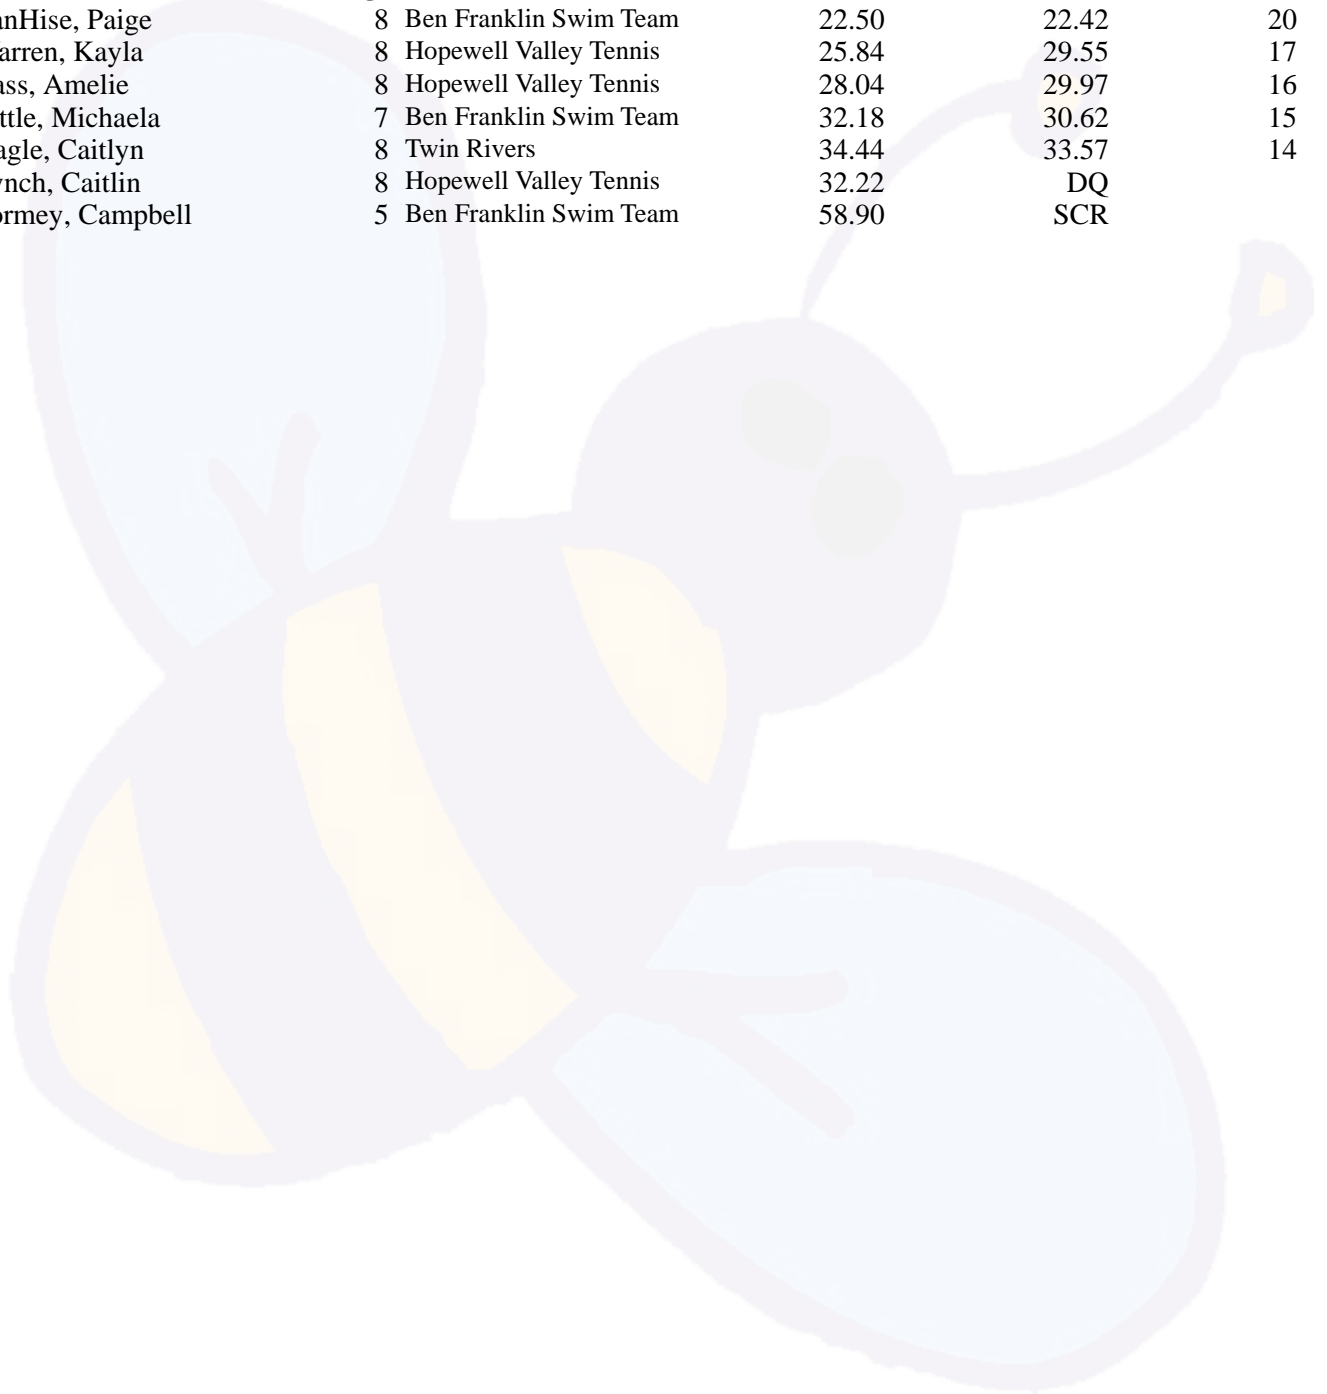 anHise, Paige 8 Ben Franklin Swim Team 22.50 22.42 20
arren, Kayla 8 Hopewell Valley Tennis 25.84 29.55 17
ass, Amelie 8 Hopewell Valley Tennis 28.04 29.97 16
ttle, Michaela 7 Ben Franklin Swim Team 32.18 30.62 15
agle, Caitlyn 8 Twin Rivers 34.44 33.57 14
nch, Caitlin 8 Hopewell Valley Tennis 32.22 DQ
ormey, Campbell 5 Ben Franklin Swim Team 58.90 SCR